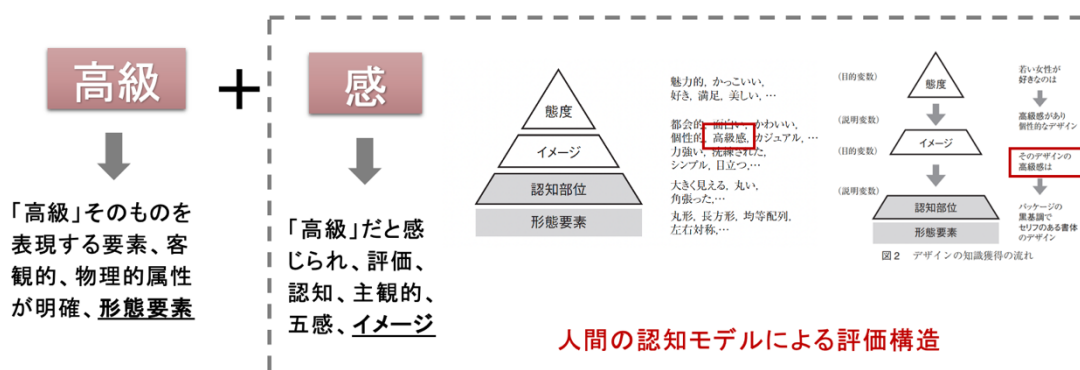 高級
+
感
「高級」そのものを
表現する要素、客
観的、物理的属性
が明確、形態要素
「高級」だと感
じられ、評価、
認知、主観的、
五感、イメージ
態度
イメージ
認知部位
形態要素
魅力的, かっこいい,
好き, 満足, 美しい, …
都会的, 面白い, かわいい,
個性的, 高級感, カジュアル, …
力強い, 洗練された,
シンプル, 目立つ, …
大きく見える, 丸い,
角張った, …
丸形, 長方形, 均等配列,
左右対称, …
(目的変数)
(説明変数)
(目的変数)
(説明変数)
態度
イメージ
認知部位
形態要素
若い女性が
好きなのは
高級感があり
個性的なデザイン
そのデザインの
高級感は
パッケージの
黒基調で
セリフのある書体
のデザイン
図2 デザインの知識獲得の流れ
人間の認知モデルによる評価構造